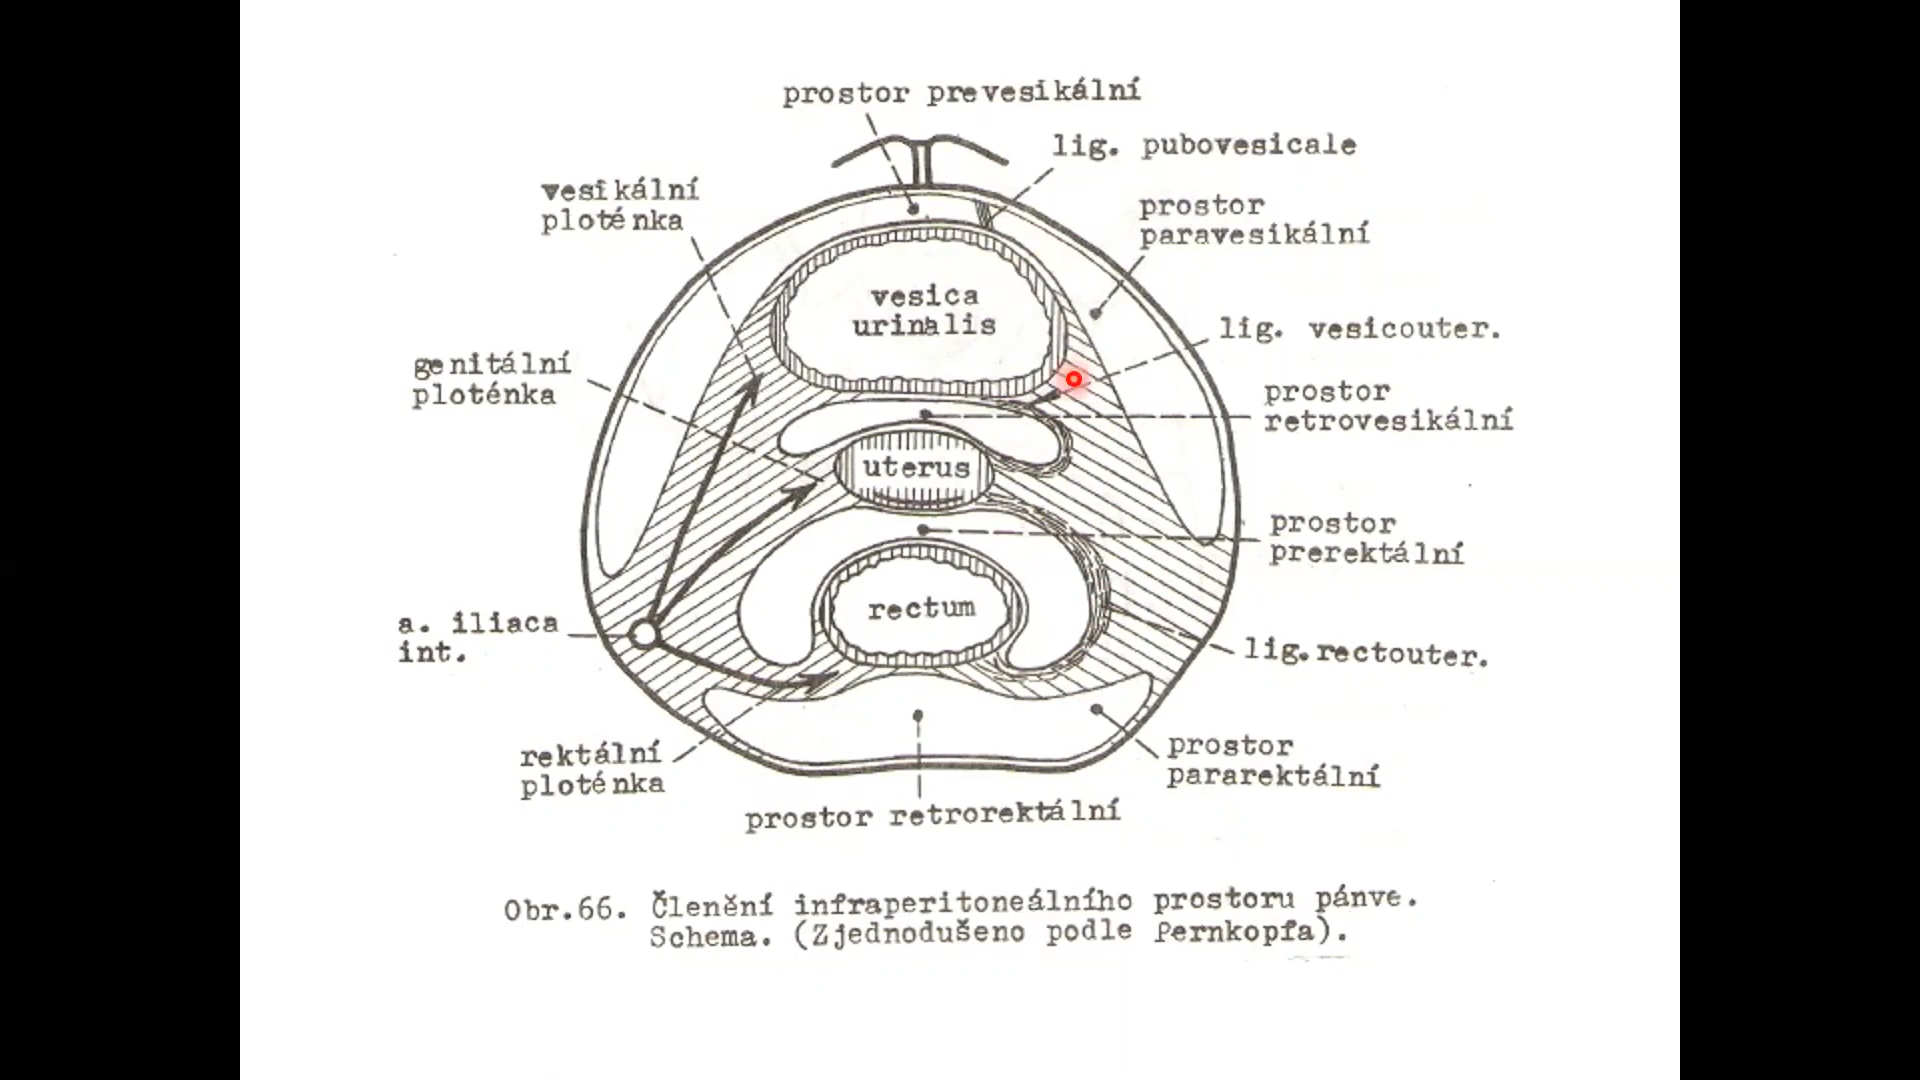 prostor prevesikální
lig. pubovesicale
vesikální
ploténka
prostor
paravesikální
vesica
urinalis
lig. vesicouter.
genitální
ploténka
prostor
retrovesikální
uterus
prostor
prerektální
rectum
a. iliaca
int.
lig.rectouter.
rektální
ploténka
prostor
pararektální
prostor retrorektální
Obr.66. Členění infraperitoneálního prostoru pánve.
Schema. (Zjednodušeno podle Pernkopfa).